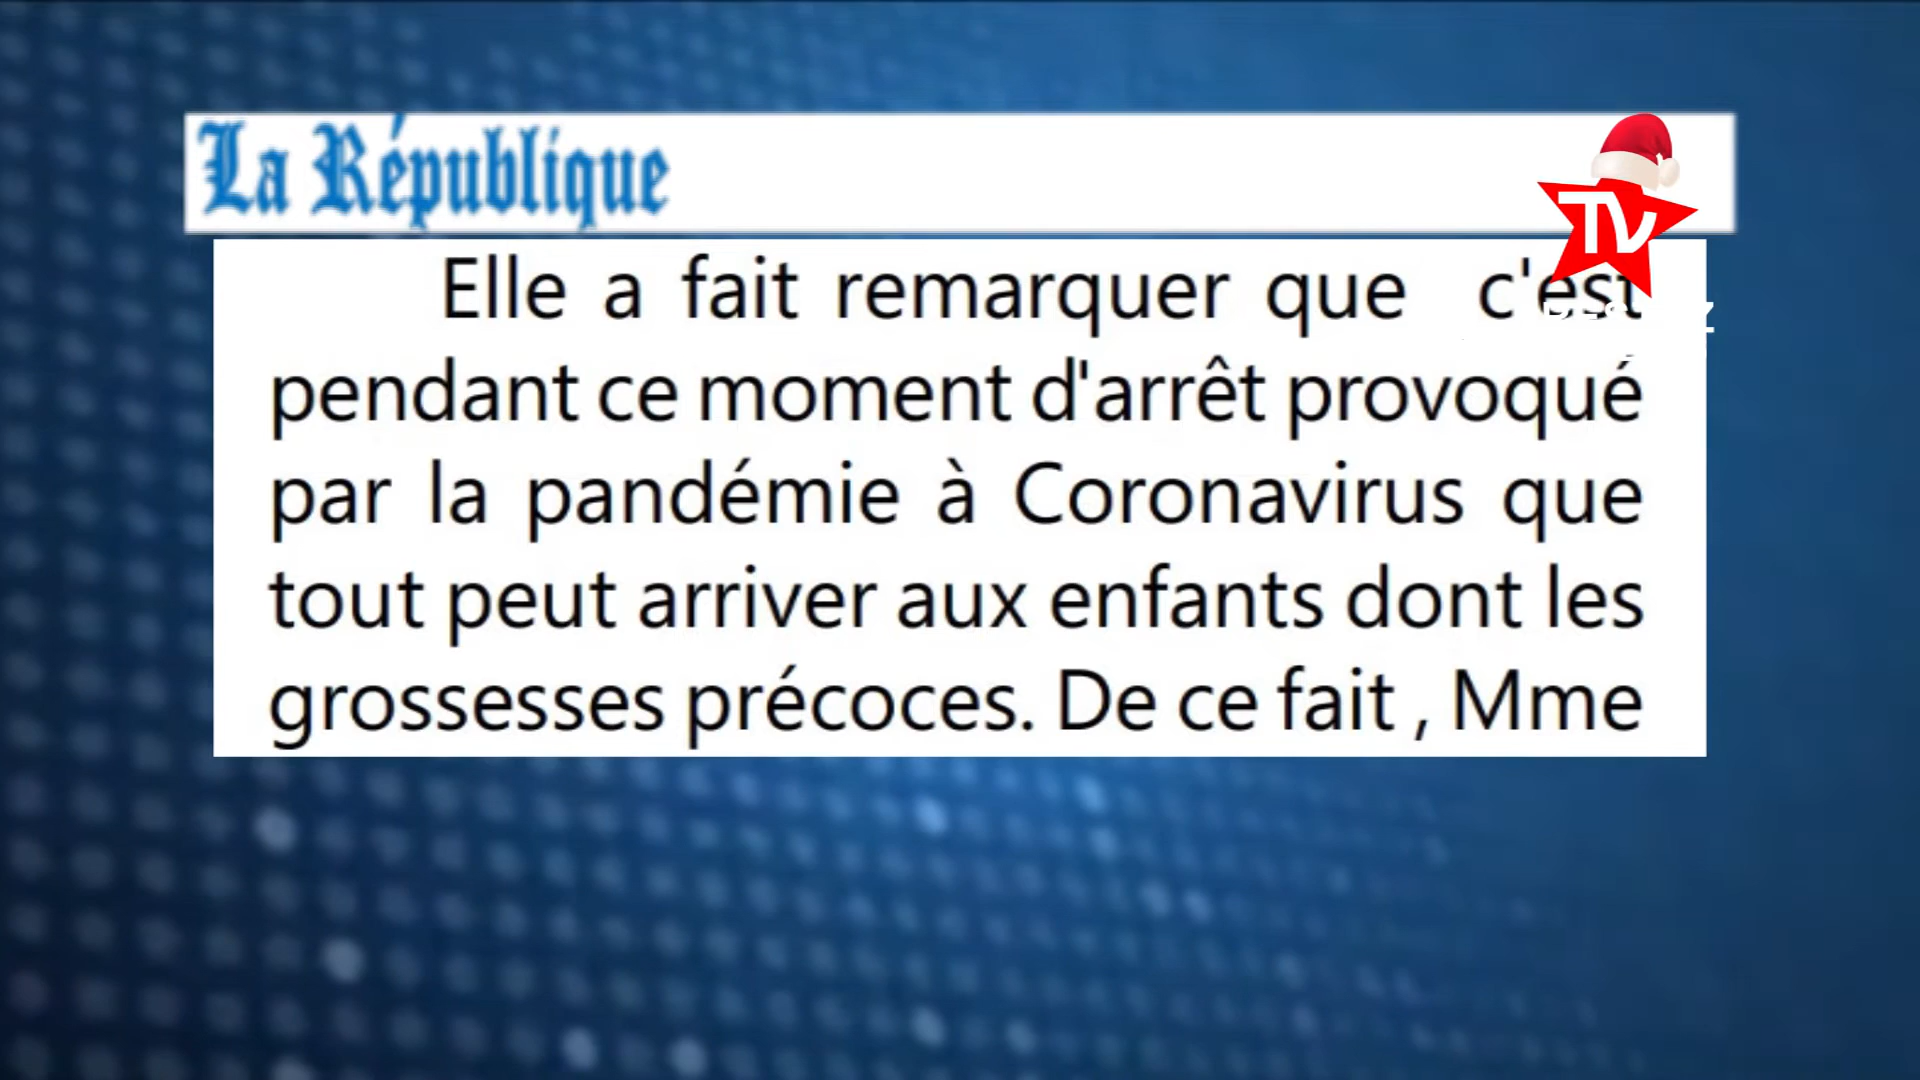 La République
TV
Elle a fait remarquer que c'est
pendant ce moment d'arrêt provoqué
par la pandémie à Coronavirus que
tout peut arriver aux enfants dont les
grossesses précoces. De ce fait , Mme